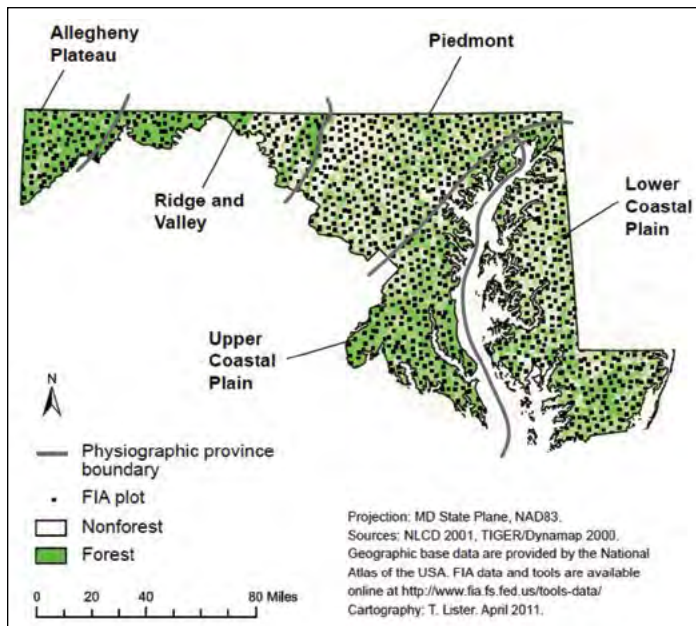 Allegheny
Plateau
Piedmont
Ridge and
Valley
Lower
Coastal
Plain
Upper
Coastal
Plain
N
Physiographic province
boundary
FIA plot
Nonforest
Forest
0 20 40 80 Miles
Projection: MD State Plane, NAD83.
Sources: NLCD 2001, TIGER/Dynamap 2000.
Geographic base data are provided by the National
Atlas of the USA. FIA data and tools are available
online at http://www.fia.fs.fed.us/tools-data/
Cartography: T. Lister. April 2011.